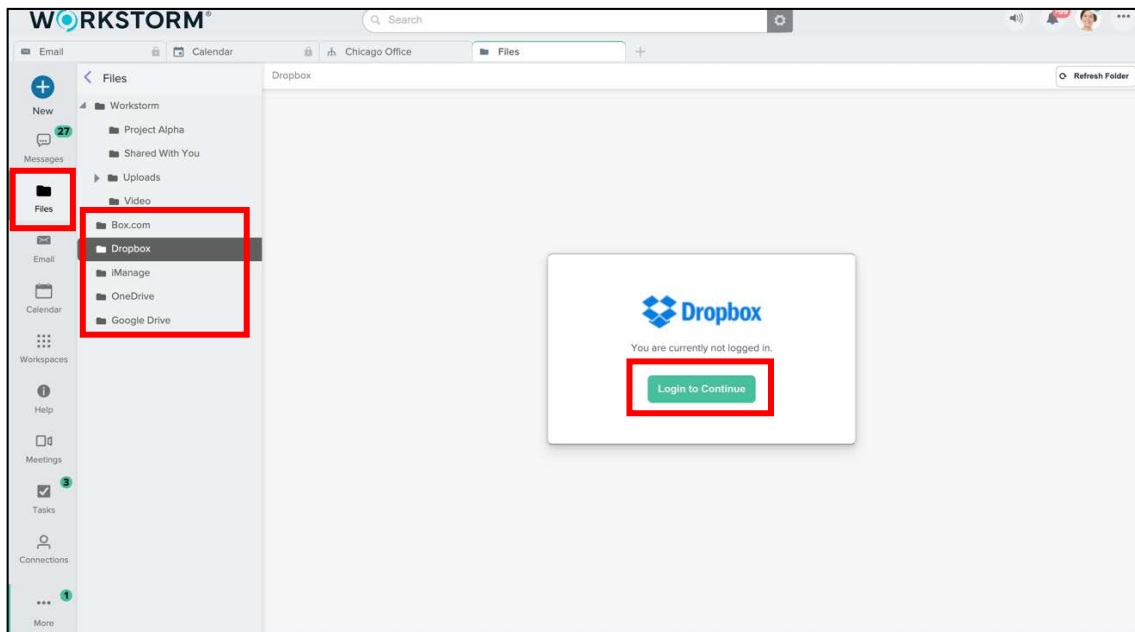 WORKSTORM®
Search
Email
Calendar
Chicago Office
Files
New
27
Messages
Files
Email
Calendar
Workspaces
Help
Meetings
3
Tasks
Connections
1
More
Files
Workstorm
Project Alpha
Shared With You
Uploads
Video
Box.com
Dropbox
iManage
OneDrive
Google Drive
Dropbox
Refresh Folder
Dropbox
You are currently not logged in.
Login to Continue